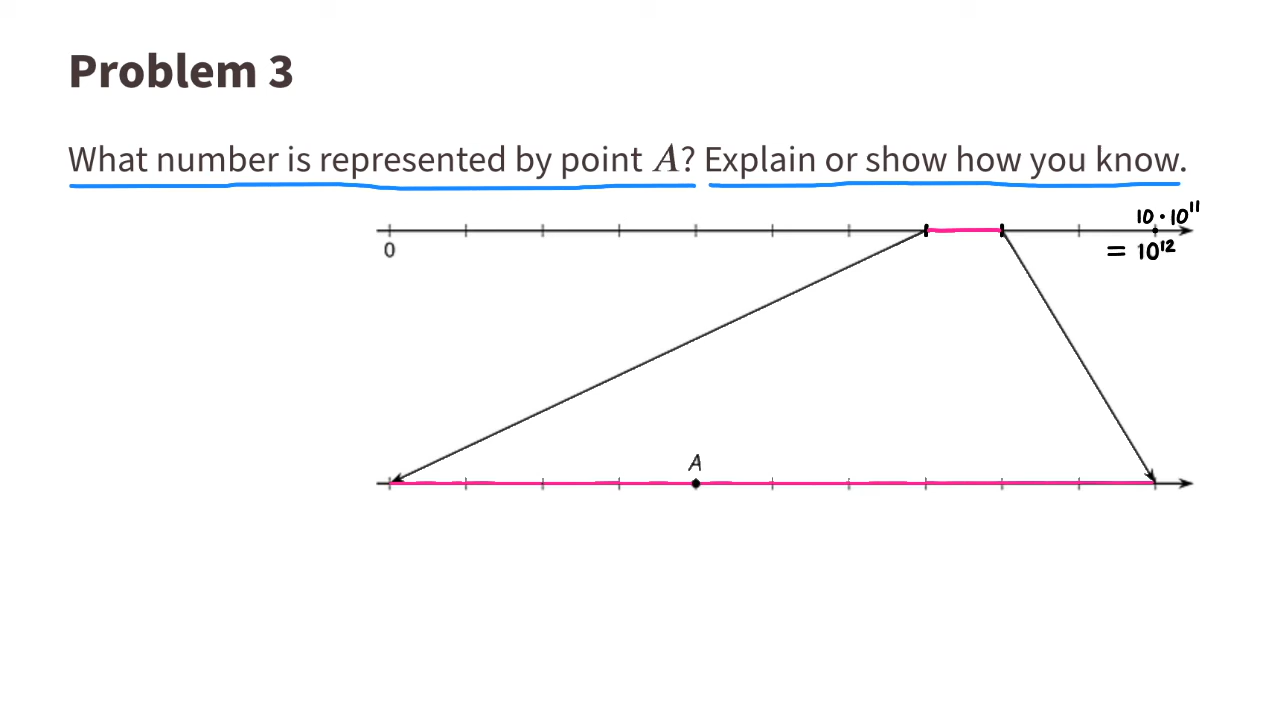 Problem 3
What number is represented by point A? Explain or show how you know.
10 · 10¹¹
0
= 10¹²
A